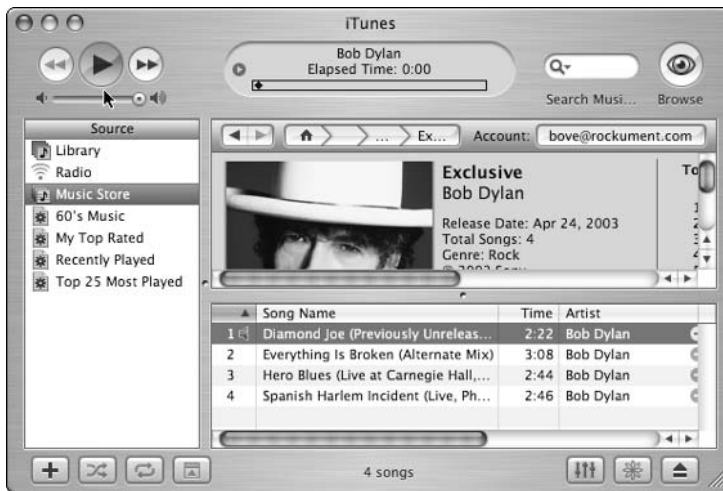 iTunes
Bob Dylan
Elapsed Time: 0:00
Search Musi...
Browse
Source
Library
Radio
Music Store
60's Music
My Top Rated
Recently Played
Top 25 Most Played
... Ex... Account: bove@rockument.com
Exclusive
Bob Dylan
Release Date: Apr 24, 2003
Total Songs: 4
Genre: Rock
To
Song Name Time Artist
1 Diamond Joe (Previously Unreleas... 2:22 Bob Dylan
2 Everything Is Broken (Alternate Mix) 3:08 Bob Dylan
3 Hero Blues (Live at Carnegie Hall,... 2:44 Bob Dylan
4 Spanish Harlem Incident (Live, Ph... 2:46 Bob Dylan
4 songs